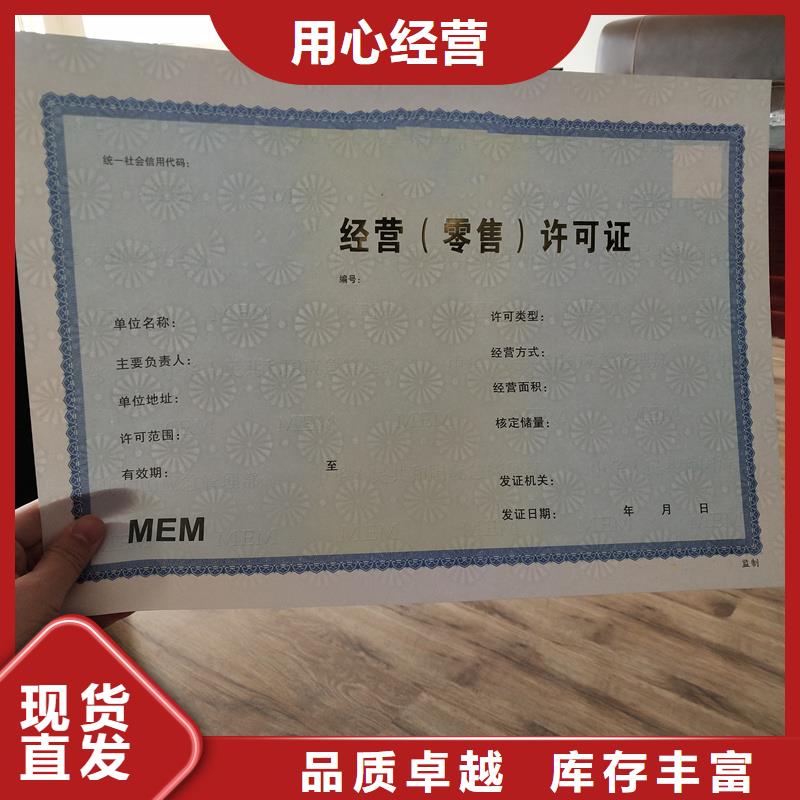 用心经营
统一社会信用代码：
经营（零售）许可证
编号：
单位名称：
许可类型：
主要负责人：
经营方式：
单位地址：
经营面积：
许可范围：
核定储量：
有效期： 至
发证机关：
发证日期： 年 月 日
MEM
监制
现货
直发
品质卓越 库存丰富